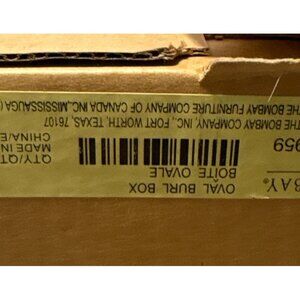 BAY®
OVAL BURL BOX
BOÎTE OVALE
959
QTY/QT
MADE IN
CHINA/E
THE BOMBAY COMPANY, INC., FORT WORTH, TEXAS, 76107
THE BOMBAY FURNITURE COMPANY OF CANADA INC., MISSISSAUGA (